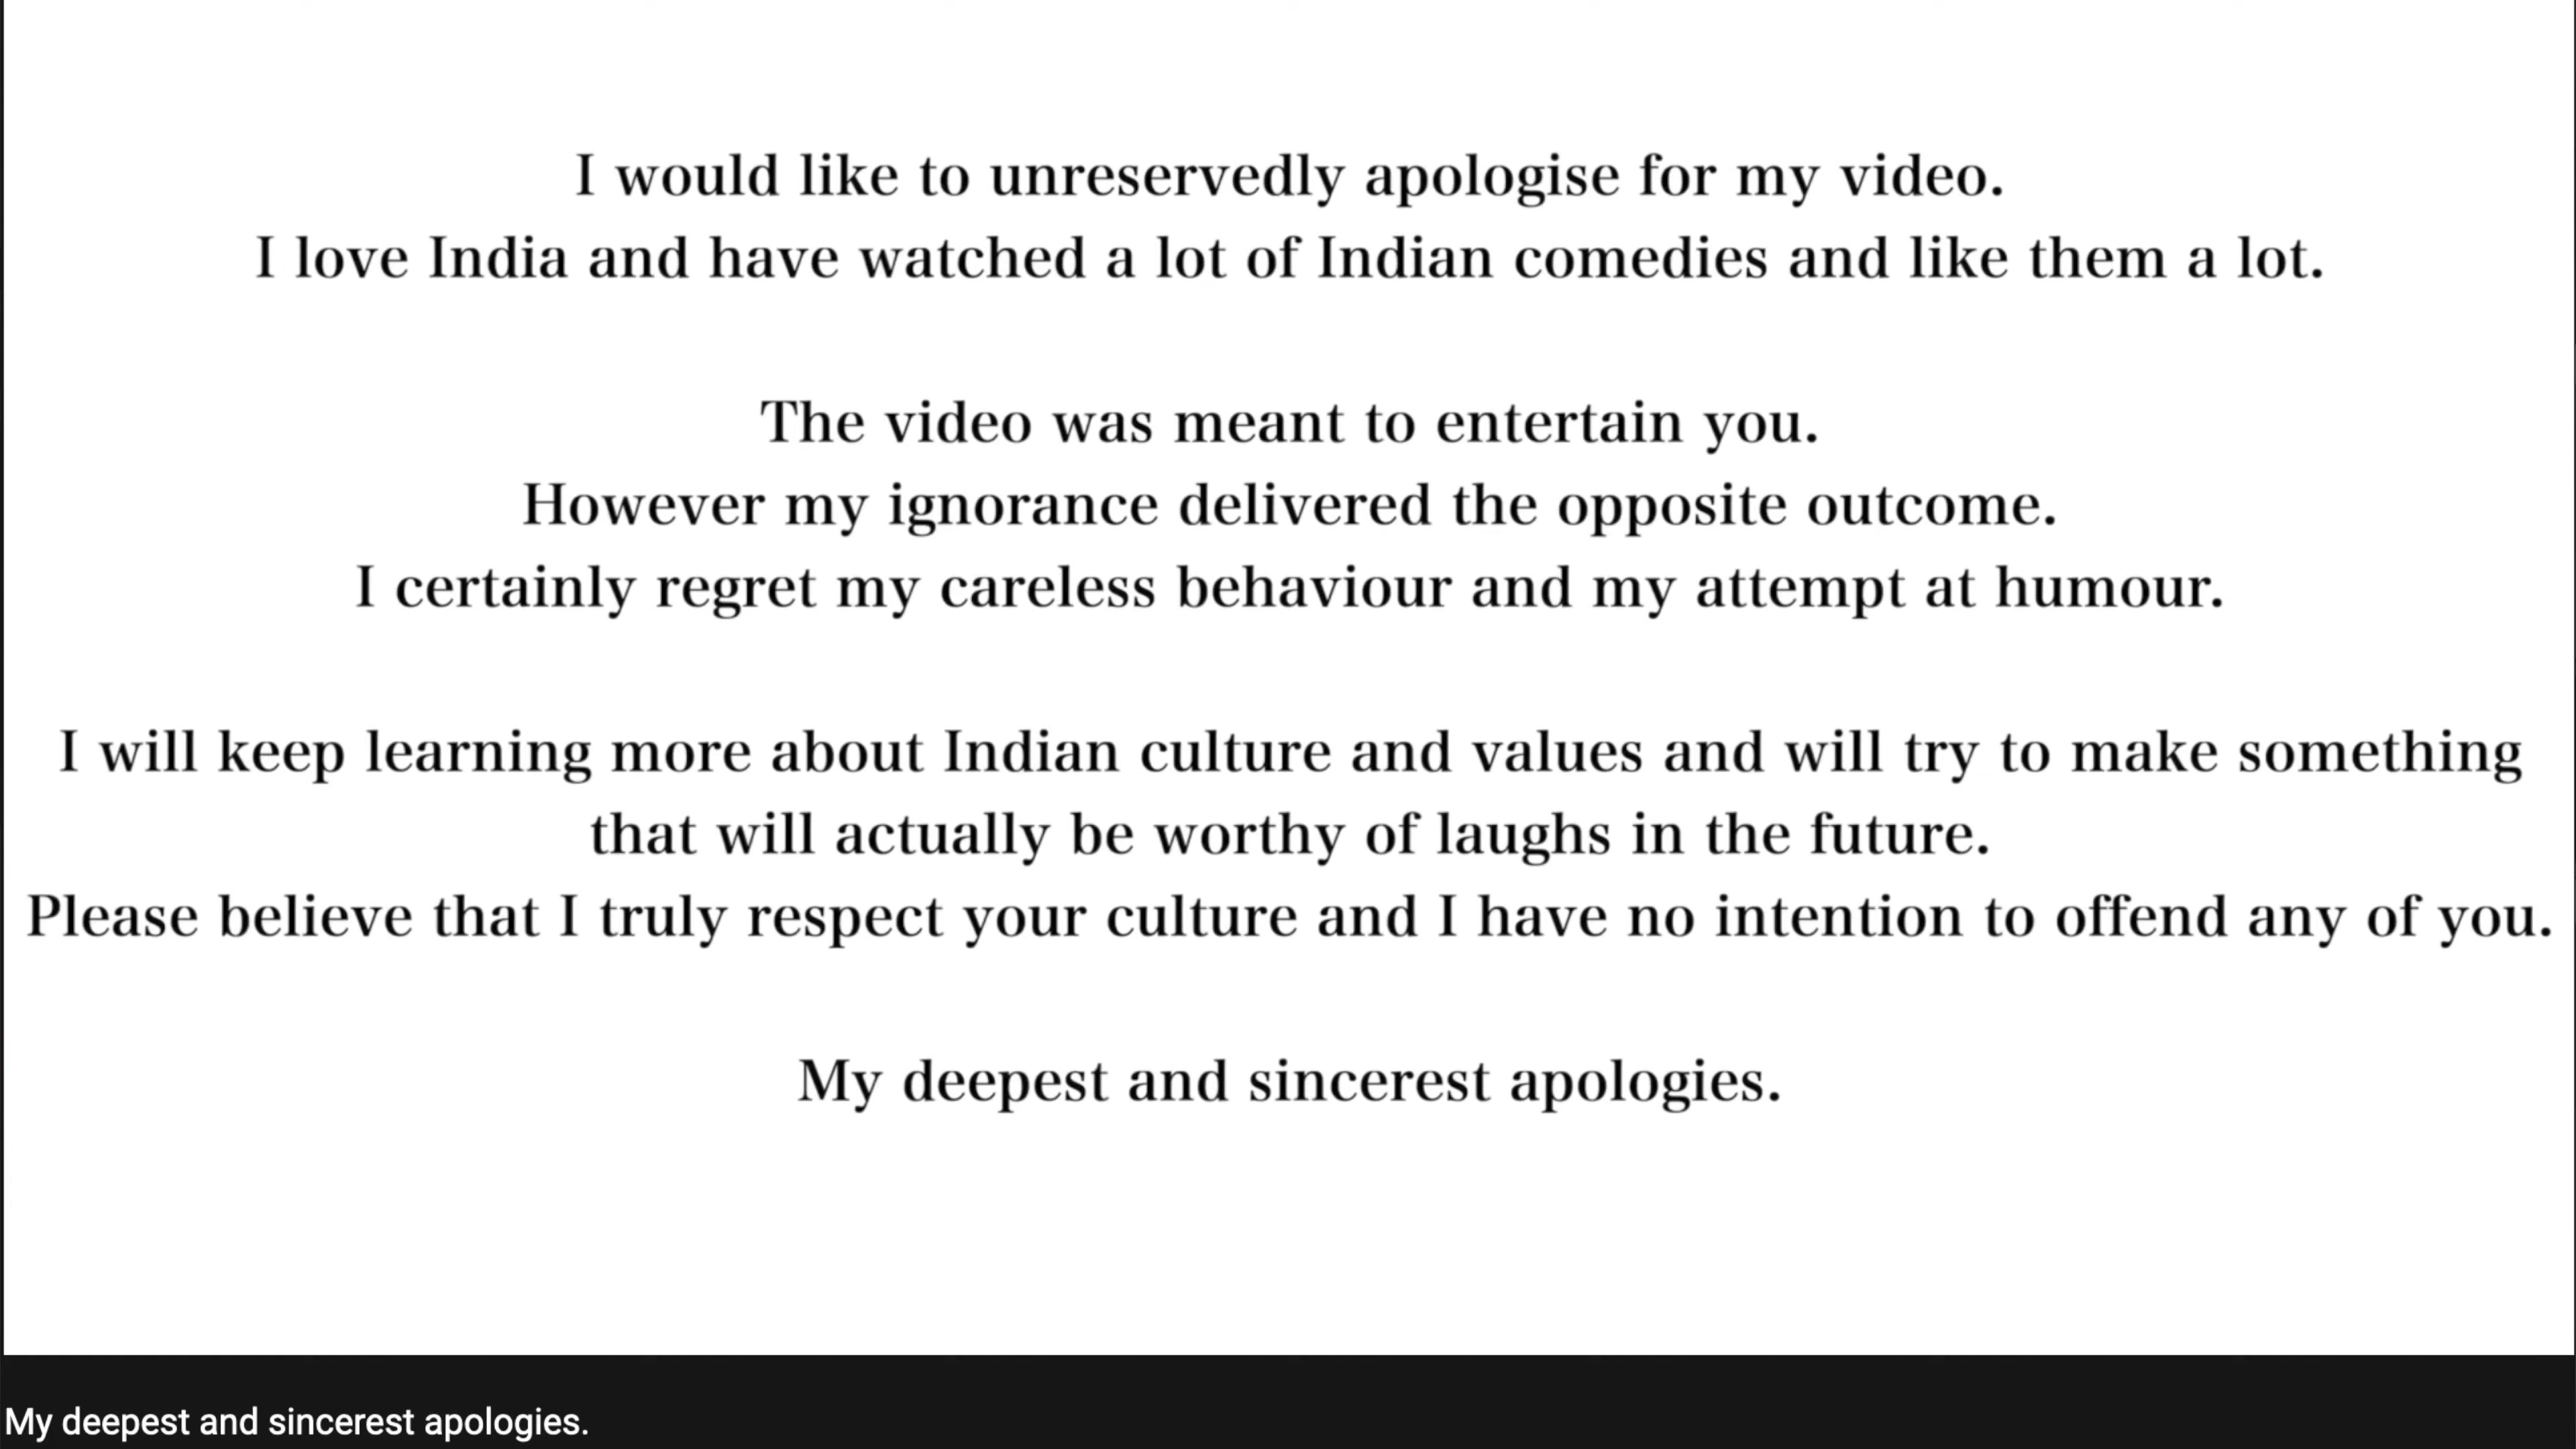 I would like to unreservedly apologise for my video.
I love India and have watched a lot of Indian comedies and like them a lot.
The video was meant to entertain you.
However my ignorance delivered the opposite outcome.
I certainly regret my careless behaviour and my attempt at humour.
I will keep learning more about Indian culture and values and will try to make something
that will actually be worthy of laughs in the future.
Please believe that I truly respect your culture and I have no intention to offend any of you.
My deepest and sincerest apologies.
My deepest and sincerest apologies.